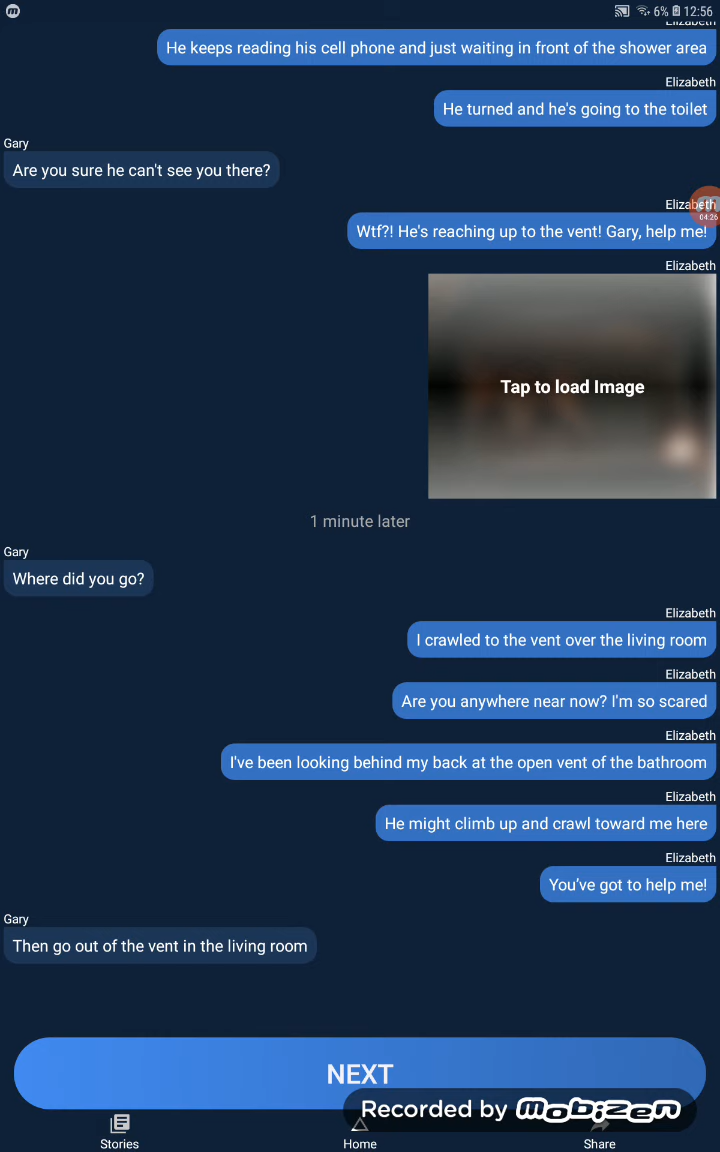 6% 12:56
Elizabeth
He keeps reading his cell phone and just waiting in front of the shower area
Elizabeth
He turned and he's going to the toilet
Gary
Are you sure he can't see you there?
Elizabeth
04:26
Wtf?! He's reaching up to the vent! Gary, help me!
Elizabeth
Tap to load Image
1 minute later
Gary
Where did you go?
Elizabeth
I crawled to the vent over the living room
Elizabeth
Are you anywhere near now? I'm so scared
Elizabeth
I've been looking behind my back at the open vent of the bathroom
Elizabeth
He might climb up and crawl toward me here
Elizabeth
You’ve got to help me!
Gary
Then go out of the vent in the living room
NEXT
Recorded by mobizen
Stories Home Share